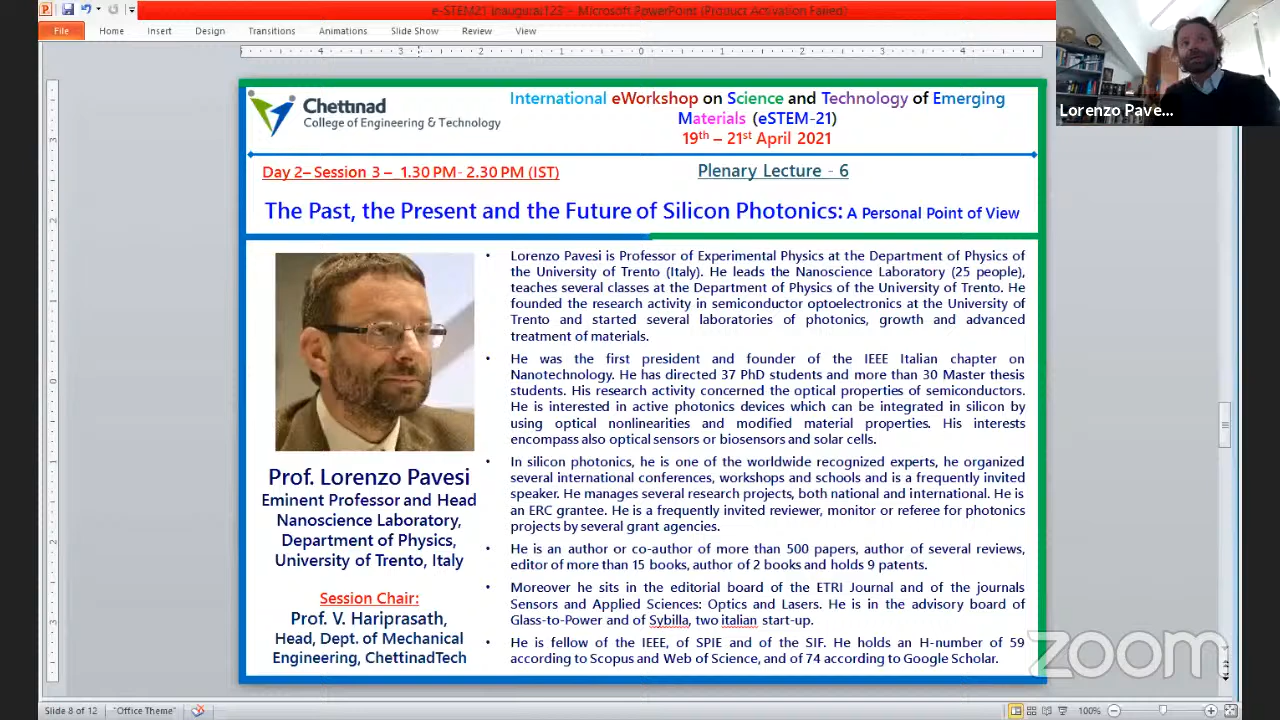 e-STEM21 Inaugural123 - Microsoft PowerPoint (Product Activation Failed)
File Home Insert Design Transitions Animations Slide Show Review View
Lorenzo Pave...
Chettinad
College of Engineering & Technology
International eWorkshop on Science and Technology of Emerging
Materials (eSTEM-21)
19th – 21st April 2021
Day 2– Session 3 – 1.30 PM- 2.30 PM (IST)
Plenary Lecture - 6
The Past, the Present and the Future of Silicon Photonics: A Personal Point of View
Prof. Lorenzo Pavesi
Eminent Professor and Head
Nanoscience Laboratory,
Department of Physics,
University of Trento, Italy
Session Chair:
Prof. V. Hariprasath,
Head, Dept. of Mechanical
Engineering, ChettinadTech
• Lorenzo Pavesi is Professor of Experimental Physics at the Department of Physics of
the University of Trento (Italy). He leads the Nanoscience Laboratory (25 people),
teaches several classes at the Department of Physics of the University of Trento. He
founded the research activity in semiconductor optoelectronics at the University of
Trento and started several laboratories of photonics, growth and advanced
treatment of materials.
• He was the first president and founder of the IEEE Italian chapter on
Nanotechnology. He has directed 37 PhD students and more than 30 Master thesis
students. His research activity concerned the optical properties of semiconductors.
He is interested in active photonics devices which can be integrated in silicon by
using optical nonlinearities and modified material properties. His interests
encompass also optical sensors or biosensors and solar cells.
• In silicon photonics, he is one of the worldwide recognized experts, he organized
several international conferences, workshops and schools and is a frequently invited
speaker. He manages several research projects, both national and international. He is
an ERC grantee. He is a frequently invited reviewer, monitor or referee for photonics
projects by several grant agencies.
• He is an author or co-author of more than 500 papers, author of several reviews,
editor of more than 15 books, author of 2 books and holds 9 patents.
• Moreover he sits in the editorial board of the ETRI Journal and of the journals
Sensors and Applied Sciences: Optics and Lasers. He is in the advisory board of
Glass-to-Power and of Sybilla, two italian start-up.
• He is fellow of the IEEE, of SPIE and of the SIF. He holds an H-number of 59
according to Scopus and Web of Science, and of 74 according to Google Scholar.
zoom
Slide 8 of 12 "Office Theme" 100%